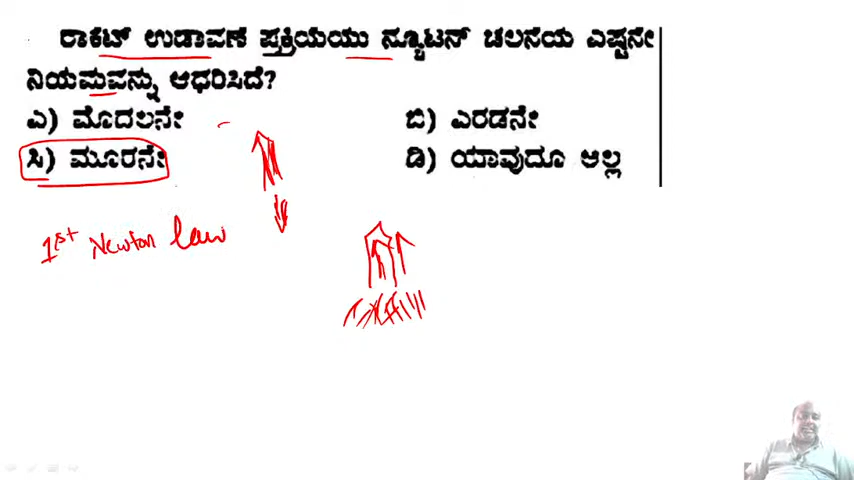 ರಾಕೆಟ್ ಉಡಾವಣೆ ಪ್ರಕ್ರಿಯೆಯು ನ್ಯೂಟನ್ ಚಲನೆಯ ಎಷ್ಟನೇ
ನಿಯಮವನ್ನು ಆಧರಿಸಿದೆ?
ಎ) ಮೊದಲನೇ ಬಿ) ಎರಡನೇ
ಸಿ) ಮೂರನೇ ಡಿ) ಯಾವುದೂ ಅಲ್ಲ
1st Newton law